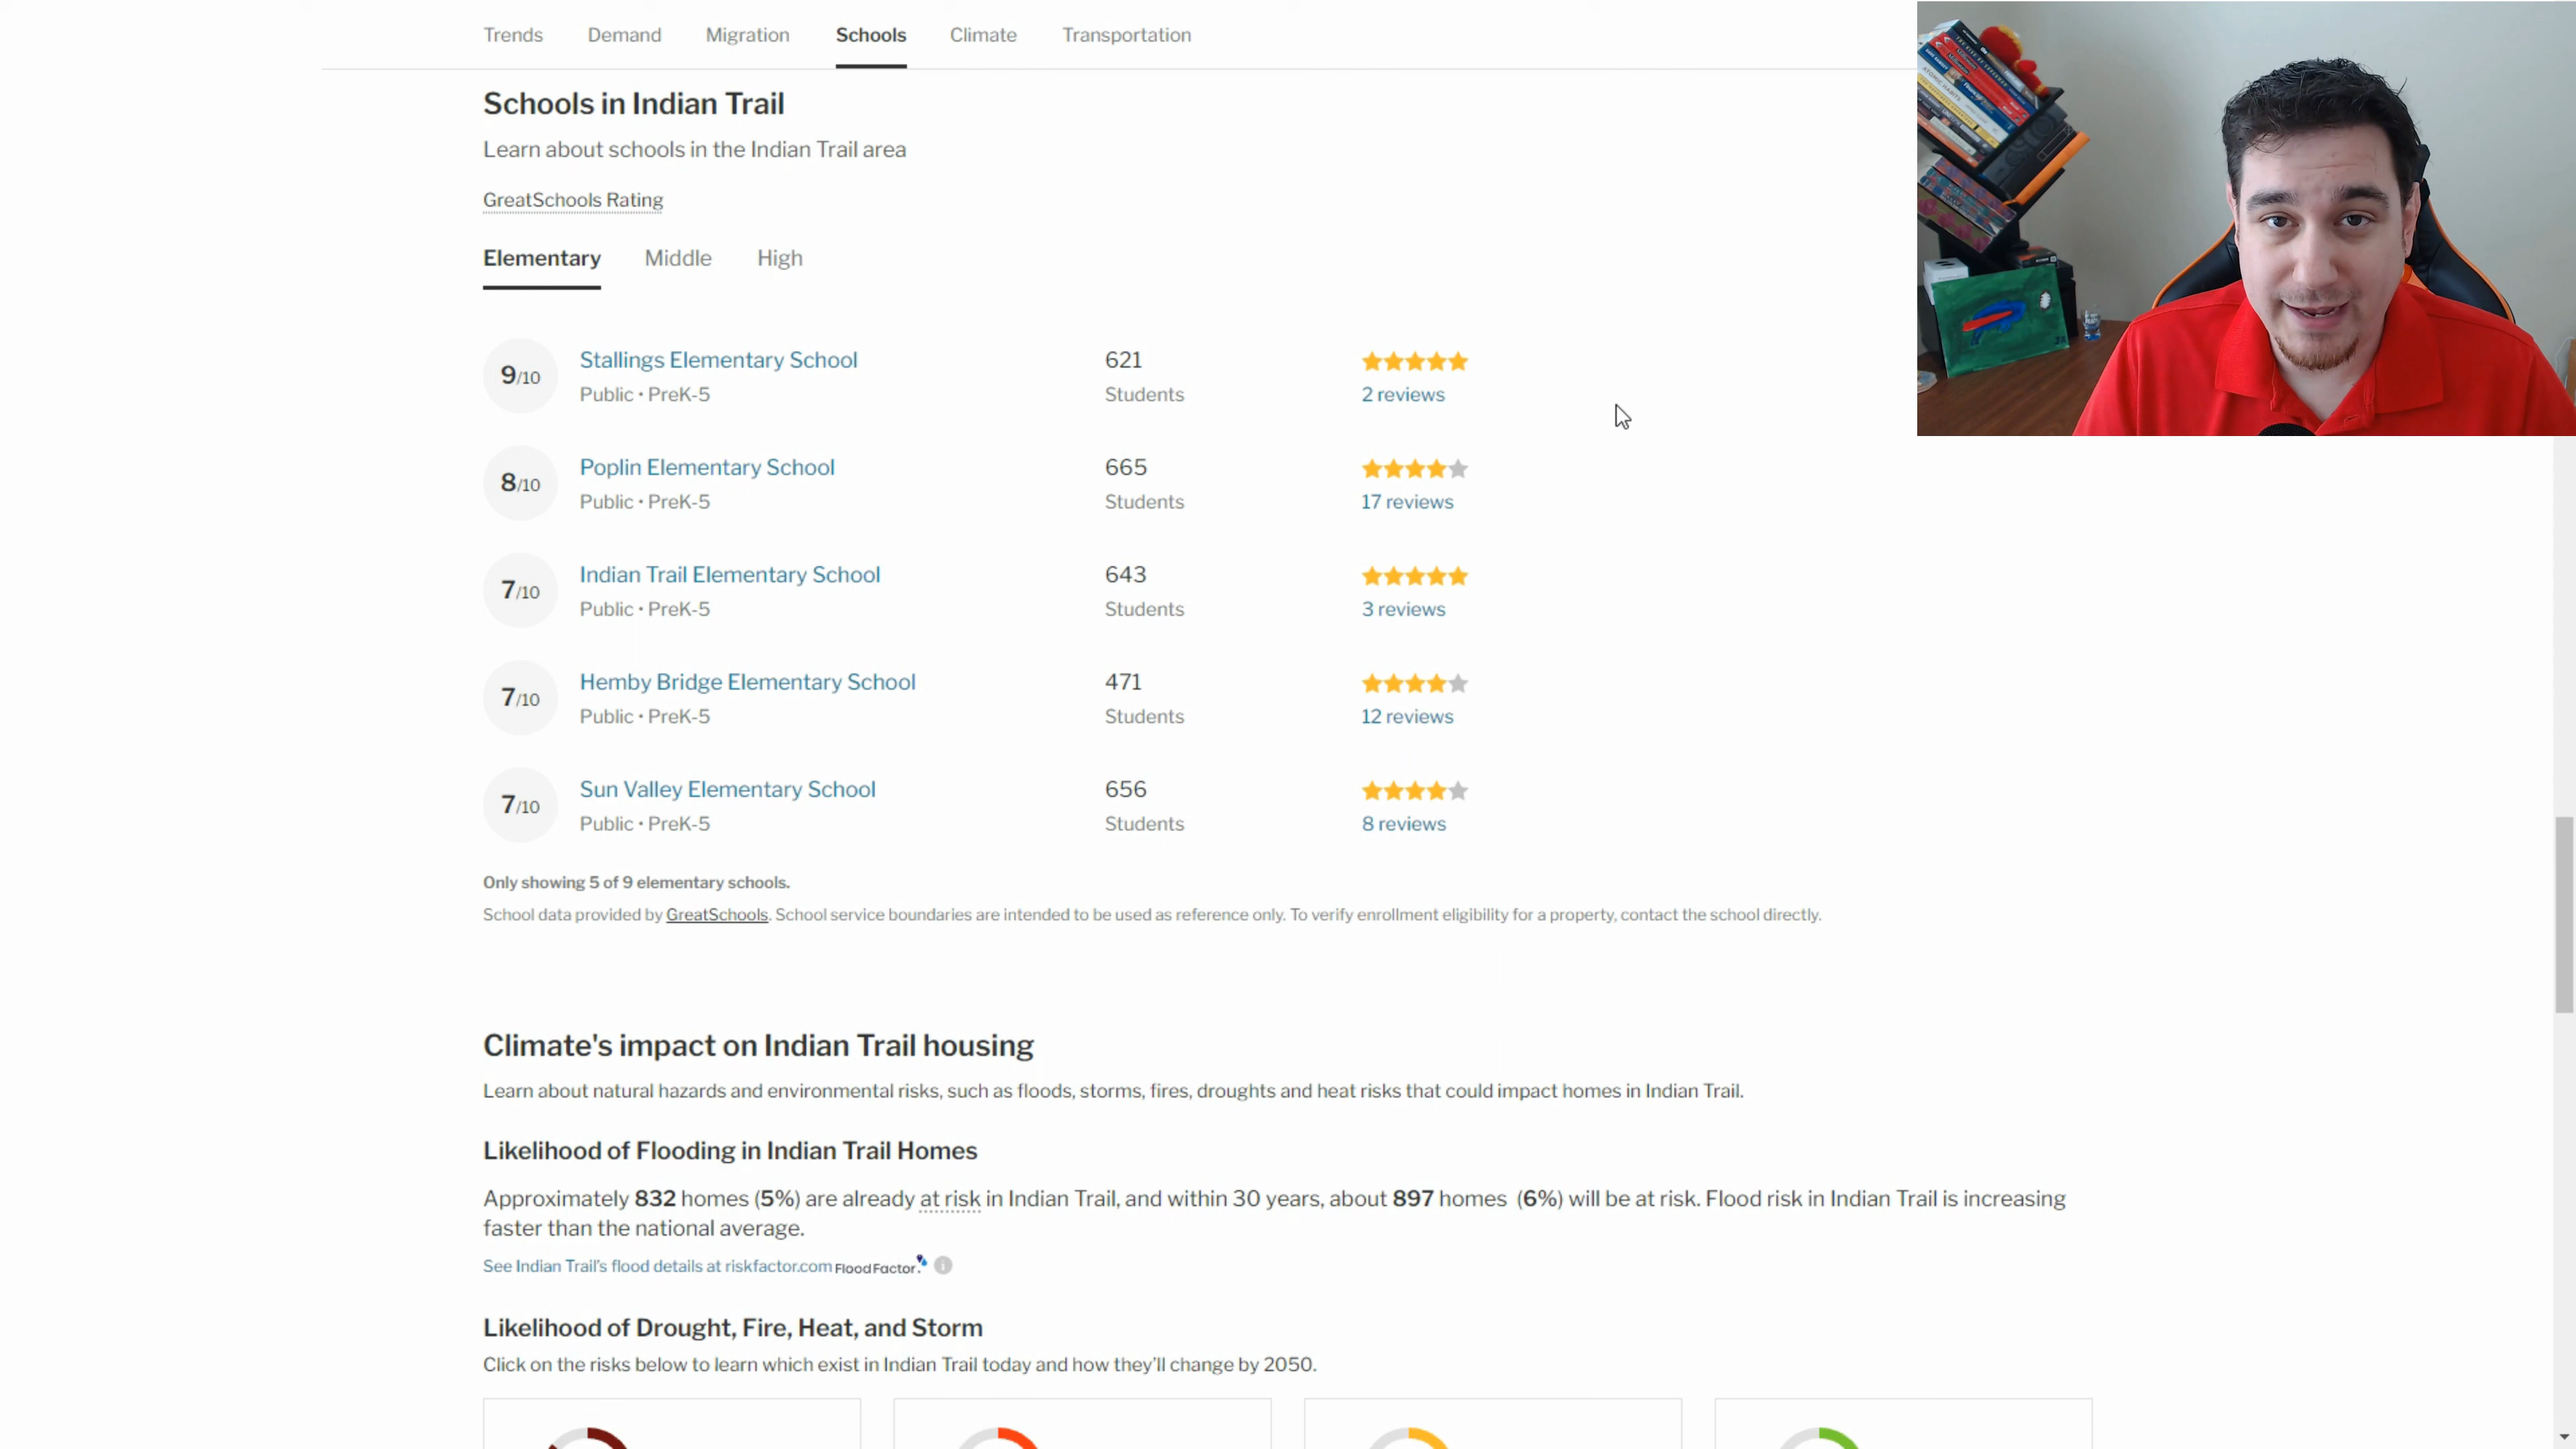 Trends Demand Migration Schools Climate Transportation
Schools in Indian Trail
Learn about schools in the Indian Trail area
GreatSchools Rating
Elementary Middle High
9/10 Stallings Elementary School 621
Public • PreK-5 Students 2 reviews
8/10 Poplin Elementary School 665
Public • PreK-5 Students 17 reviews
7/10 Indian Trail Elementary School 643
Public • PreK-5 Students 3 reviews
7/10 Hemby Bridge Elementary School 471
Public • PreK-5 Students 12 reviews
7/10 Sun Valley Elementary School 656
Public • PreK-5 Students 8 reviews
Only showing 5 of 9 elementary schools.
School data provided by GreatSchools. School service boundaries are intended to be used as reference only. To verify enrollment eligibility for a property, contact the school directly.
Climate's impact on Indian Trail housing
Learn about natural hazards and environmental risks, such as floods, storms, fires, droughts and heat risks that could impact homes in Indian Trail.
Likelihood of Flooding in Indian Trail Homes
Approximately 832 homes (5%) are already at risk in Indian Trail, and within 30 years, about 897 homes (6%) will be at risk. Flood risk in Indian Trail is increasing
faster than the national average.
See Indian Trail's flood details at riskfactor.com Flood Factor.
Likelihood of Drought, Fire, Heat, and Storm
Click on the risks below to learn which exist in Indian Trail today and how they'll change by 2050.